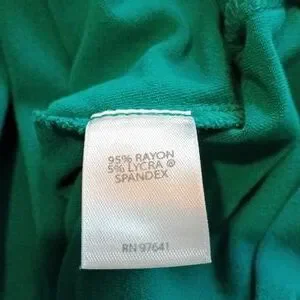 95% RAYON
5% LYCRA ®
SPANDEX
RN 97641